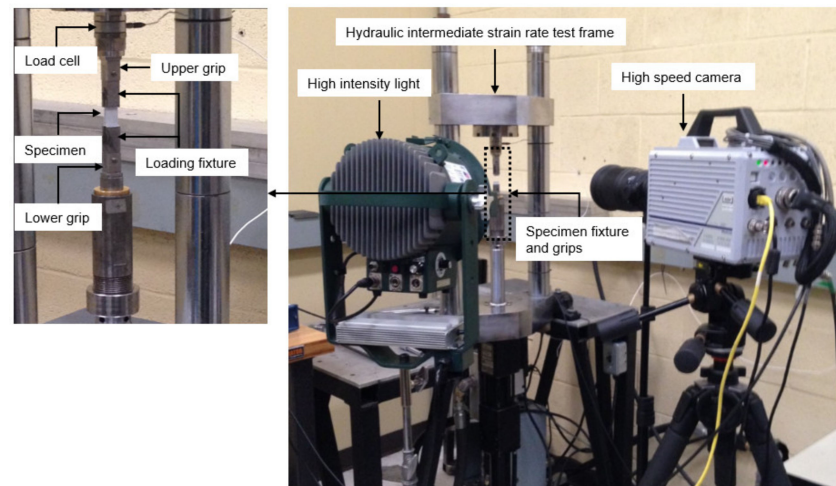 Load cell
Upper grip
Specimen
Loading fixture
Lower grip
Hydraulic intermediate strain rate test frame
High intensity light
High speed camera
Specimen fixture
and grips